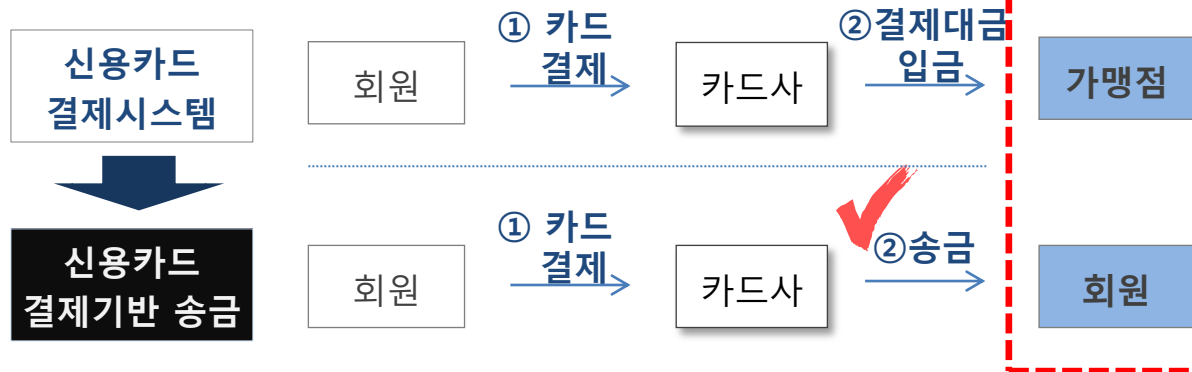 신용카드
결제시스템
회원
① 카드
결제
카드사
②결제대금
입금
가맹점
신용카드
결제기반 송금
회원
① 카드
결제
카드사
②송금
회원